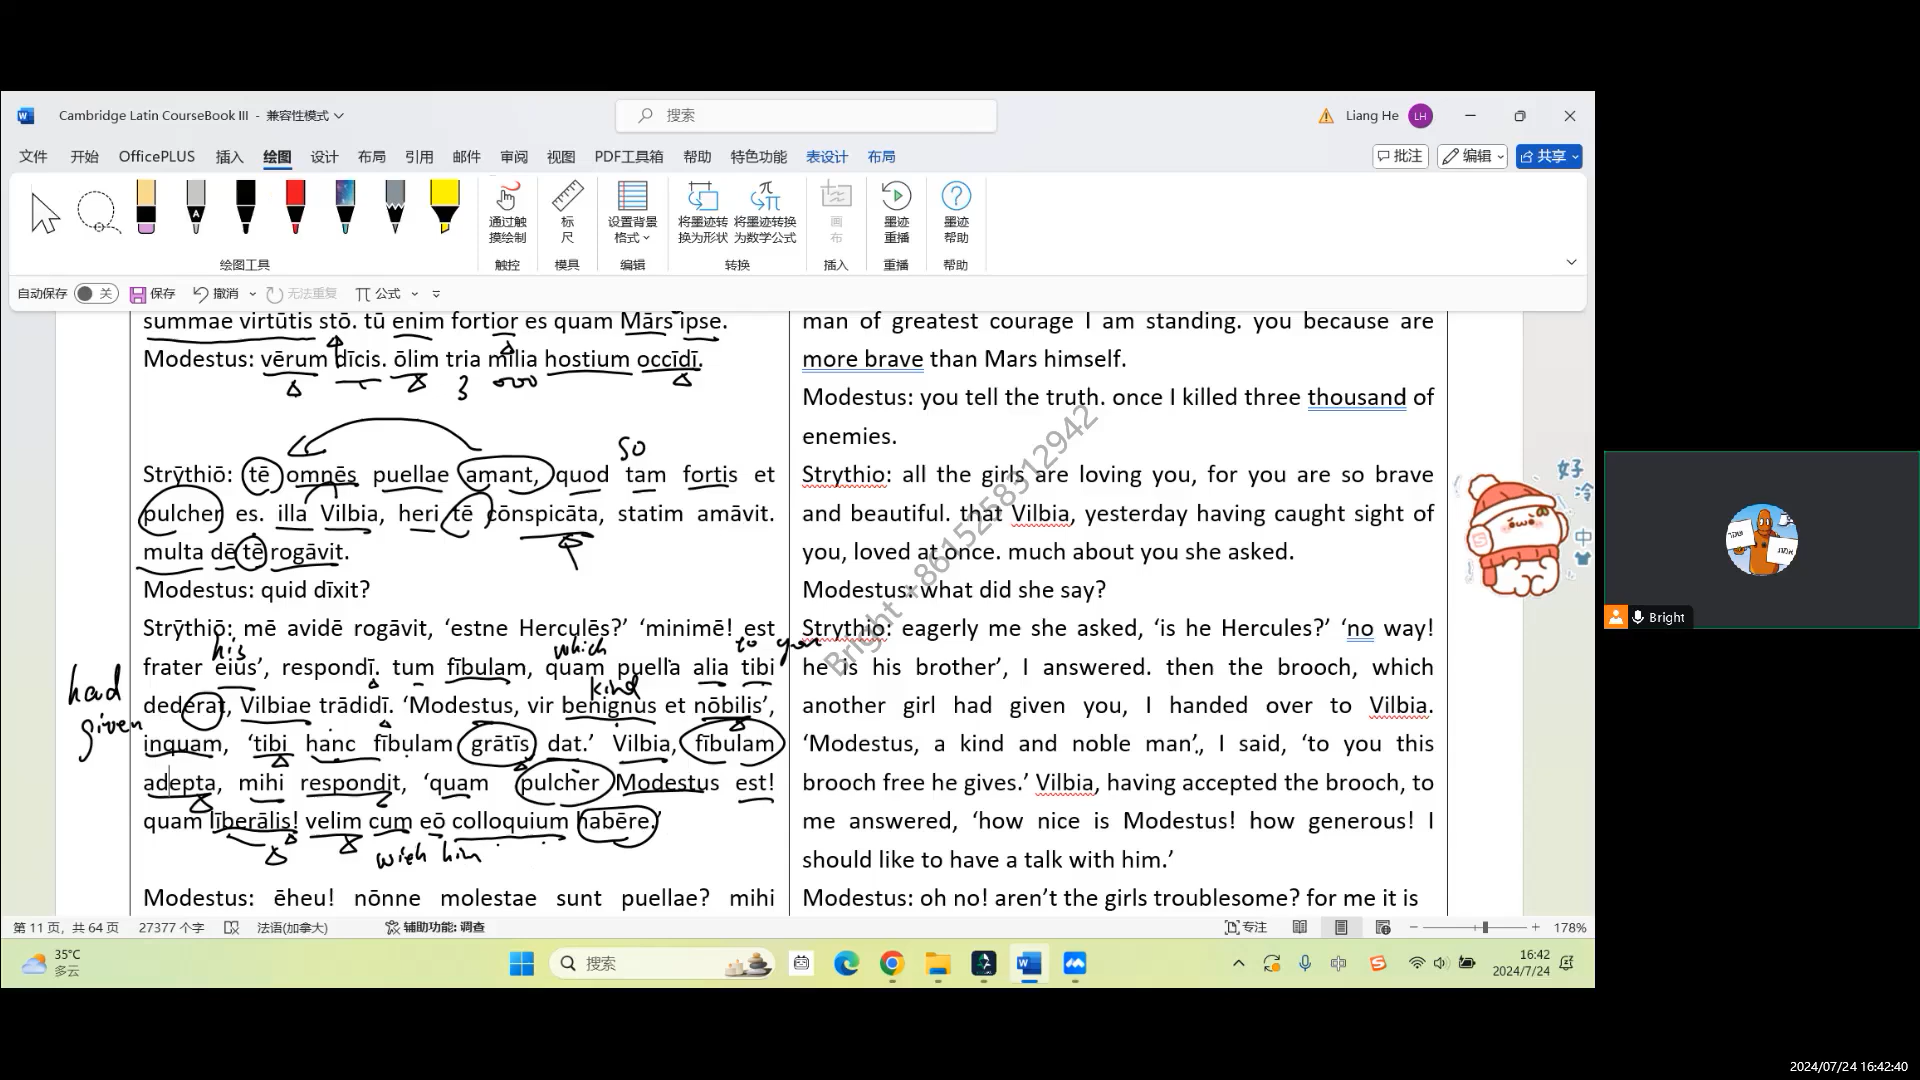 Cambridge Latin CourseBook III - 兼容性模式
搜索
Liang He
LH
文件 开始 OfficePLUS 插入 绘图 设计 布局 引用 邮件 审阅 视图 PDF工具箱 帮助 特色功能 表设计 布局
批注 编辑 共享
通过触摸绘制 标尺 设置背景格式 将墨迹转换为形状 将墨迹转换为数学公式 画布 墨迹重播 墨迹帮助
绘图工具 触控 模具 编辑 转换 插入 重播 帮助
自动保存 关 保存 撤消 无法重复 公式
summae virtūtis stō. tū enim fortior es quam Mārs ipse.
Modestus: vērum dīcis. ōlim tria mīlia hostium occīdī.
3 000
so
Strȳthiō: tē omnēs puellae amant, quod tam fortis et
pulcher es. illa Vilbia, heri tē cōnspicāta, statim amāvit.
multa dē tē rogāvit.
Modestus: quid dīxit?
Strȳthiō: mē avidē rogāvit, ‘estne Herculēs?’ ‘minimē! est
his which to you
frater eius’, respondī. tum fībulam, quam puella alia tibi
had given
kind
dederat, Vilbiae trādidī. ‘Modestus, vir benignus et nōbilis’,
inquam, ‘tibi hanc fībulam grātīs dat.’ Vilbia, fībulam
adepta, mihi respondit, ‘quam pulcher Modestus est!
quam līberālis! velim cum eō colloquium habēre.’
with him
Modestus: ēheu! nōnne molestae sunt puellae? mihi
man of greatest courage I am standing. you because are
more brave than Mars himself.
Modestus: you tell the truth. once I killed three thousand of
enemies.
Strythio: all the girls are loving you, for you are so brave
and beautiful. that Vilbia, yesterday having caught sight of
you, loved at once. much about you she asked.
Modestus: what did she say?
Strythio: eagerly me she asked, ‘is he Hercules?’ ‘no way!
he is his brother’, I answered. then the brooch, which
another girl had given you, I handed over to Vilbia.
‘Modestus, a kind and noble man’., I said, ‘to you this
brooch free he gives.’ Vilbia, having accepted the brooch, to
me answered, ‘how nice is Modestus! how generous! I
should like to have a talk with him.’
Modestus: oh no! aren’t the girls troublesome? for me it is
Bright +8615258312942
好冷
中
Bright
第 11 页，共 64 页 27377 个字 法语(加拿大) 辅助功能: 调查 专注 178%
35°C
多云
搜索
中
16:42
2024/7/24
2024/07/24 16:42:40